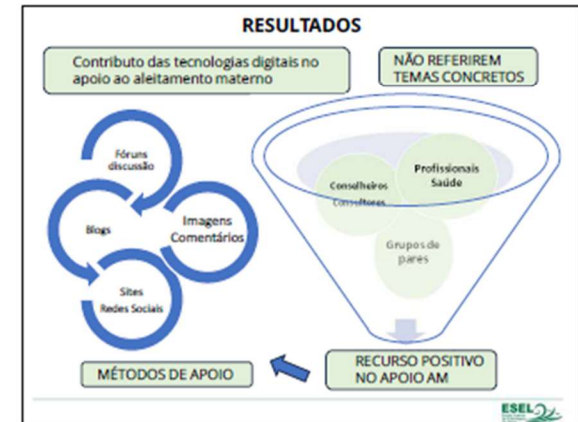 RESULTADOS
Contributo das tecnologias digitais no
apoio ao aleitamento materno
NÃO REFERIREM
TEMAS CONCRETOS
Fóruns
discussão
Blogs
Imagens
Comentários
Sites
Redes Sociais
Conselheiros
Consultores
Profissionais
Saúde
Grupos de
pares
MÉTODOS DE APOIO
RECURSO POSITIVO
NO APOIO AM
ESEL